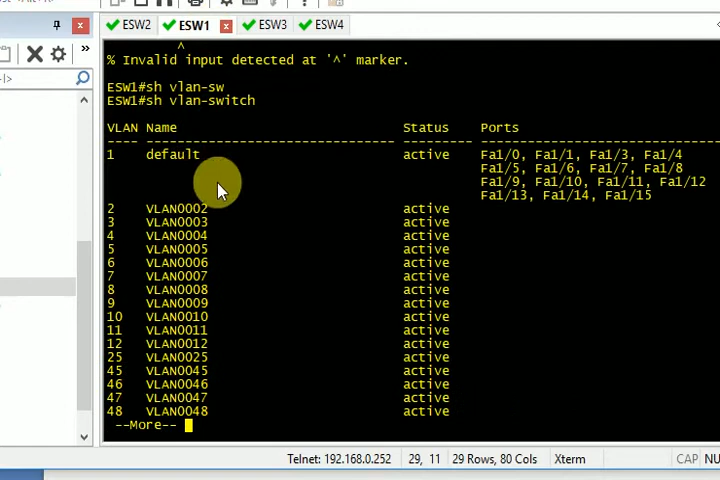 ESW2 ESW1 ESW3 ESW4
^
% Invalid input detected at '^' marker.
ESW1#sh vlan-sw
ESW1#sh vlan-switch
VLAN Name Status Ports
---- -------------------------------- --------- -------------------------------
1 default active Fa1/0, Fa1/1, Fa1/3, Fa1/4
Fa1/5, Fa1/6, Fa1/7, Fa1/8
Fa1/9, Fa1/10, Fa1/11, Fa1/12
Fa1/13, Fa1/14, Fa1/15
2 VLAN0002 active
3 VLAN0003 active
4 VLAN0004 active
5 VLAN0005 active
6 VLAN0006 active
7 VLAN0007 active
8 VLAN0008 active
9 VLAN0009 active
10 VLAN0010 active
11 VLAN0011 active
12 VLAN0012 active
25 VLAN0025 active
45 VLAN0045 active
46 VLAN0046 active
47 VLAN0047 active
48 VLAN0048 active
--More--
Telnet: 192.168.0.252 29, 11 29 Rows, 80 Cols Xterm CAP NU